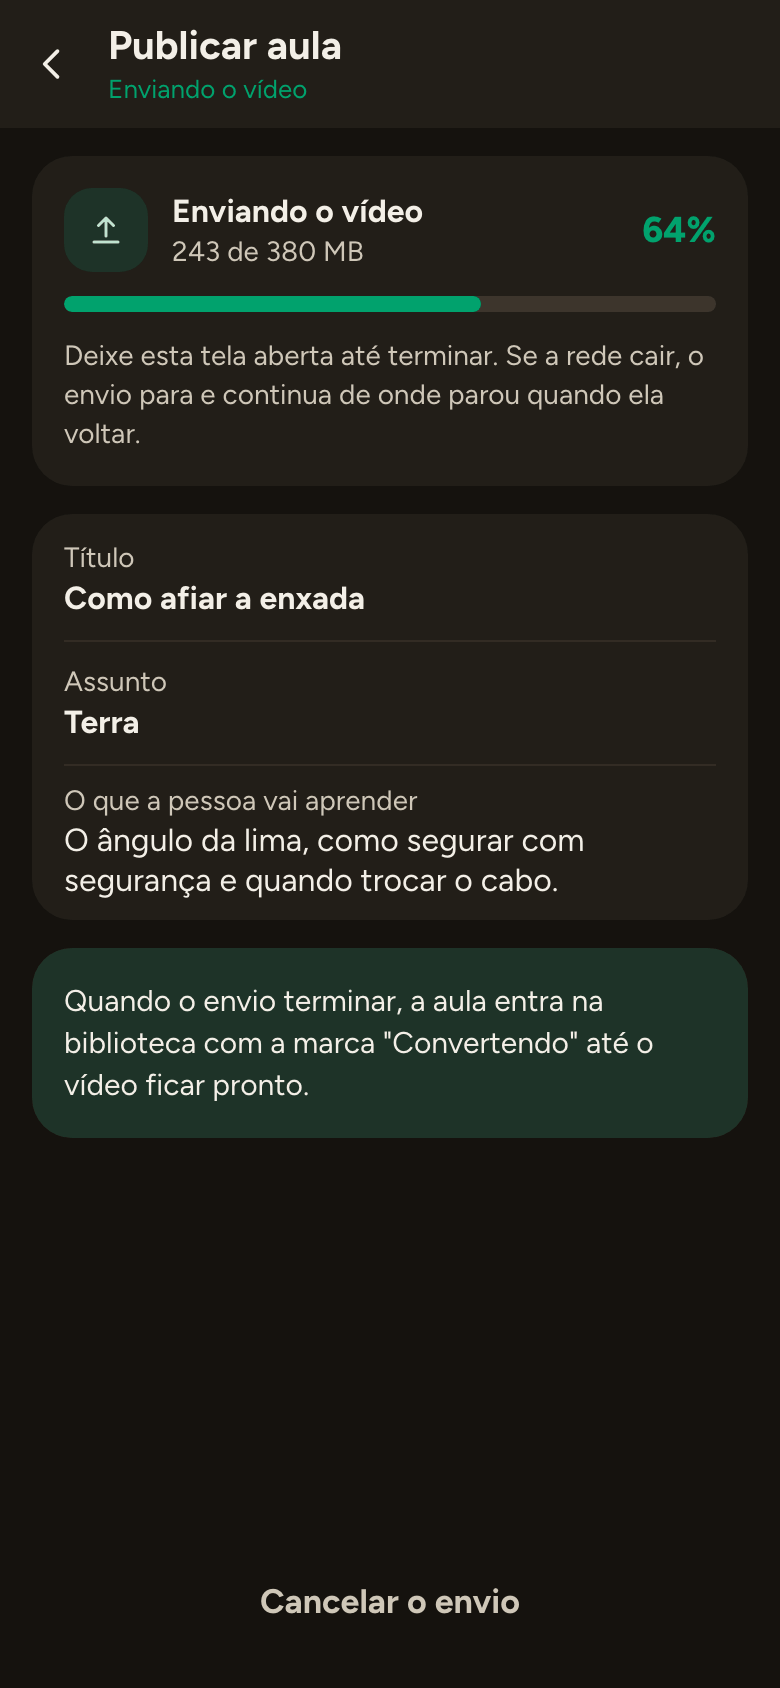 Publicar aula
Enviando o vídeo
Enviando o vídeo
243 de 380 MB
64%
Deixe esta tela aberta até terminar. Se a rede cair, o
envio para e continua de onde parou quando ela
voltar.
Título
Como afiar a enxada
Assunto
Terra
O que a pessoa vai aprender
O ângulo da lima, como segurar com
segurança e quando trocar o cabo.
Quando o envio terminar, a aula entra na
biblioteca com a marca "Convertendo" até o
vídeo ficar pronto.
Cancelar o envio